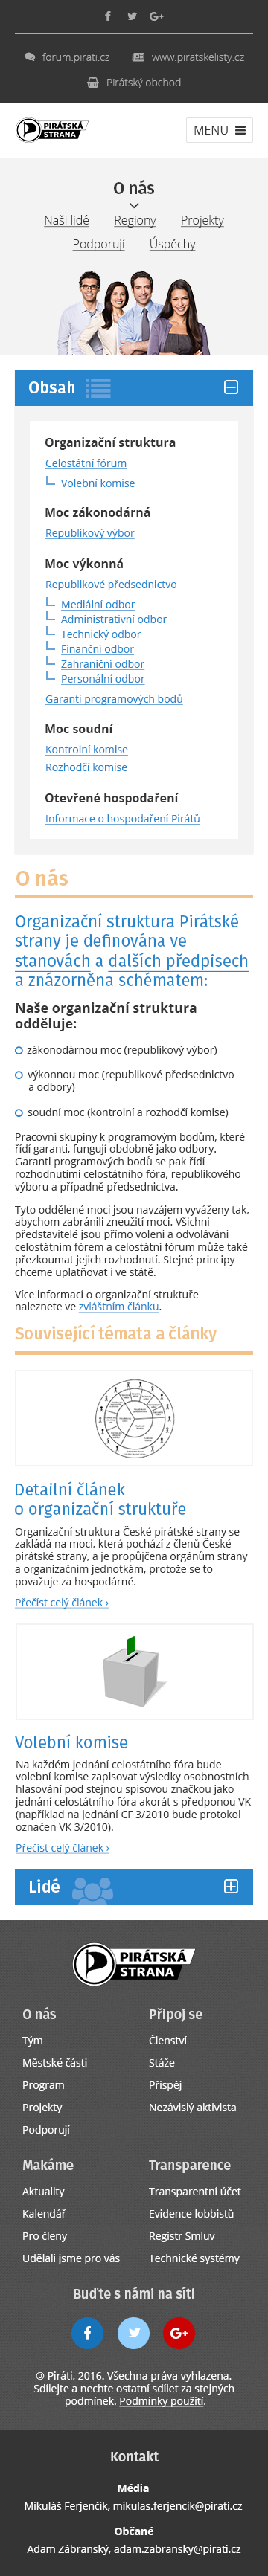 forum.pirati.cz www.piratskelisty.cz
Pirátský obchod
PIRÁTSKÁ
STRANA
MENU
O nás
Naši lidé Regiony Projekty
Podporují Úspěchy
Obsah
Organizační struktura
Celostátní fórum
Volební komise
Moc zákonodárná
Republikový výbor
Moc výkonná
Republikové předsednictvo
Mediální odbor
Administrativní odbor
Technický odbor
Finanční odbor
Zahraniční odbor
Personální odbor
Garanti programových bodů
Moc soudní
Kontrolní komise
Rozhodčí komise
Otevřené hospodaření
Informace o hospodaření Pirátů
O nás
Organizační struktura Pirátské
strany je definována ve
stanovách a dalších předpisech
a znázorněna schématem:
Naše organizační struktura
odděluje:
zákonodárnou moc (republikový výbor)
výkonnou moc (republikové předsednictvo
a odbory)
soudní moc (kontrolní a rozhodčí komise)
Pracovní skupiny k programovým bodům, které
řídí garanti, fungují obdobně jako odbory.
Garanti programových bodů se pak řídí
rozhodnutími celostátního fóra, republikového
výboru a případně předsednictva.
Tyto oddělené moci jsou navzájem vyváženy tak,
abychom zabránili zneužití moci. Všichni
představitelé jsou přímo voleni a odvoláváni
celostátním fórem a celostátní fórum může také
přezkoumat jejich rozhodnutí. Stejné principy
chceme uplatňovat i ve státě.
Více informací o organizační struktuře
naleznete ve zvláštním článku.
Související témata a články
Detailní článek
o organizační struktuře
Organizační struktura České pirátské strany se
zakládá na moci, která pochází z členů České
pirátské strany, a je propůjčena orgánům strany
a organizačním jednotkám, protože se to
považuje za hospodárné.
Přečíst celý článek ›
Volební komise
Na každém jednání celostátního fóra bude
volební komise zapisovat výsledky osobnostních
hlasování pod stejnou spisovou značkou jako
jednání celostátního fóra akorát s předponou VK
(například na jednání CF 3/2010 bude protokol
označen VK 3/2010).
Přečíst celý článek ›
Lidé
PIRÁTSKÁ
STRANA
O nás
Tým
Městské části
Program
Projekty
Podporují
Připoj se
Členství
Stáže
Přispěj
Nezávislý aktivista
Makáme
Aktuality
Kalendář
Pro členy
Udělali jsme pro vás
Transparence
Transparentní účet
Evidence lobbistů
Registr Smluv
Technické systémy
Buďte s námi na síti
Piráti, 2016. Všechna práva vyhlazena.
Sdílejte a nechte ostatní sdílet za stejných
podmínek. Podmínky použití.
Kontakt
Média
Mikuláš Ferjenčík, mikulas.ferjencik@pirati.cz
Občané
Adam Zábranský, adam.zabransky@pirati.cz